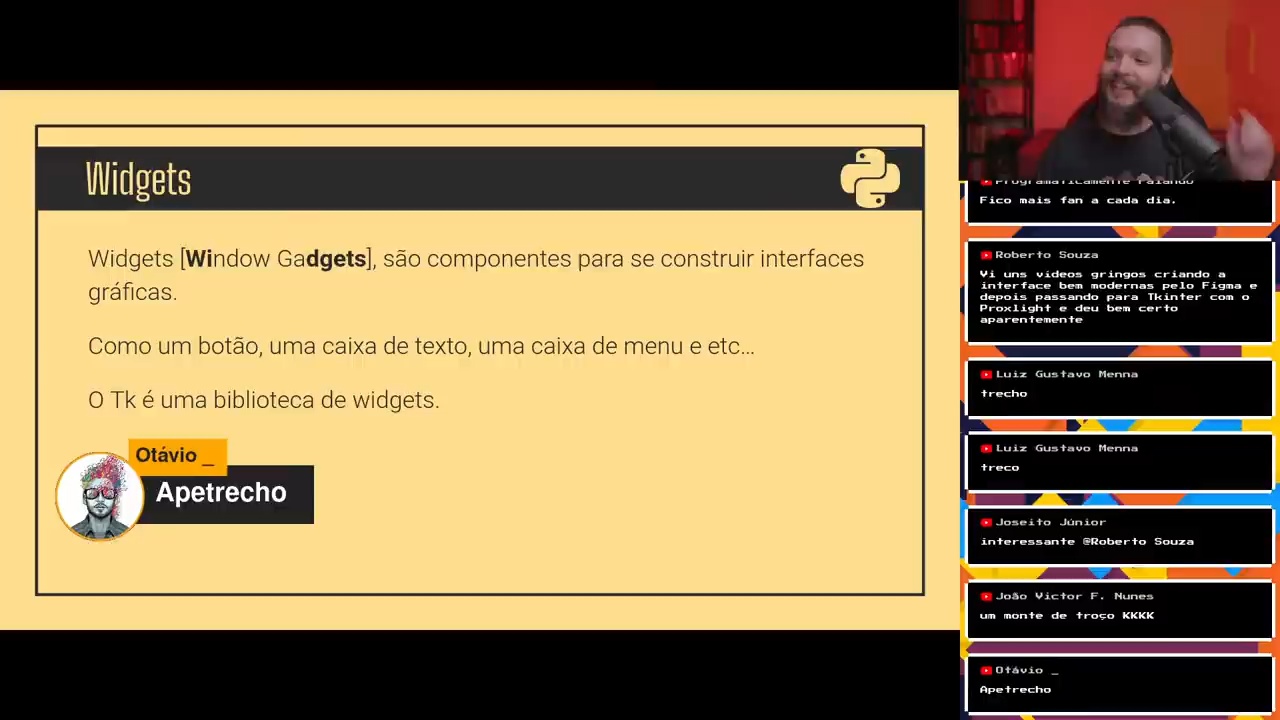 Widgets
Widgets [Window Gadgets], são componentes para se construir interfaces
gráficas.
Como um botão, uma caixa de texto, uma caixa de menu e etc...
O Tk é uma biblioteca de widgets.
Otávio _
Apetrecho
Programaticamente Falando
Fico mais fan a cada dia.
Roberto Souza
Vi uns vídeos gringos criando a
interface bem modernas pelo Figma e
depois passando para Tkinter com o
Proxlight e deu bem certo
aparentemente
Luiz Gustavo Menna
trecho
Luiz Gustavo Menna
treco
Joseito Júnior
interessante @Roberto Souza
João Victor F. Nunes
um monte de troço KKKK
Otávio _
Apetrecho